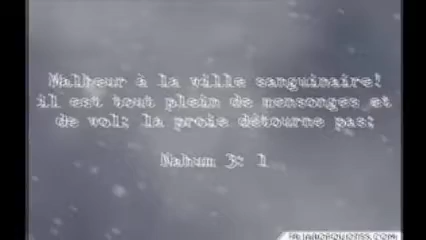 Malheur à la ville sanguinaire!
il est tout plein de mensonges et
de vol; la proie détourne pas;
Nahum 3: 1